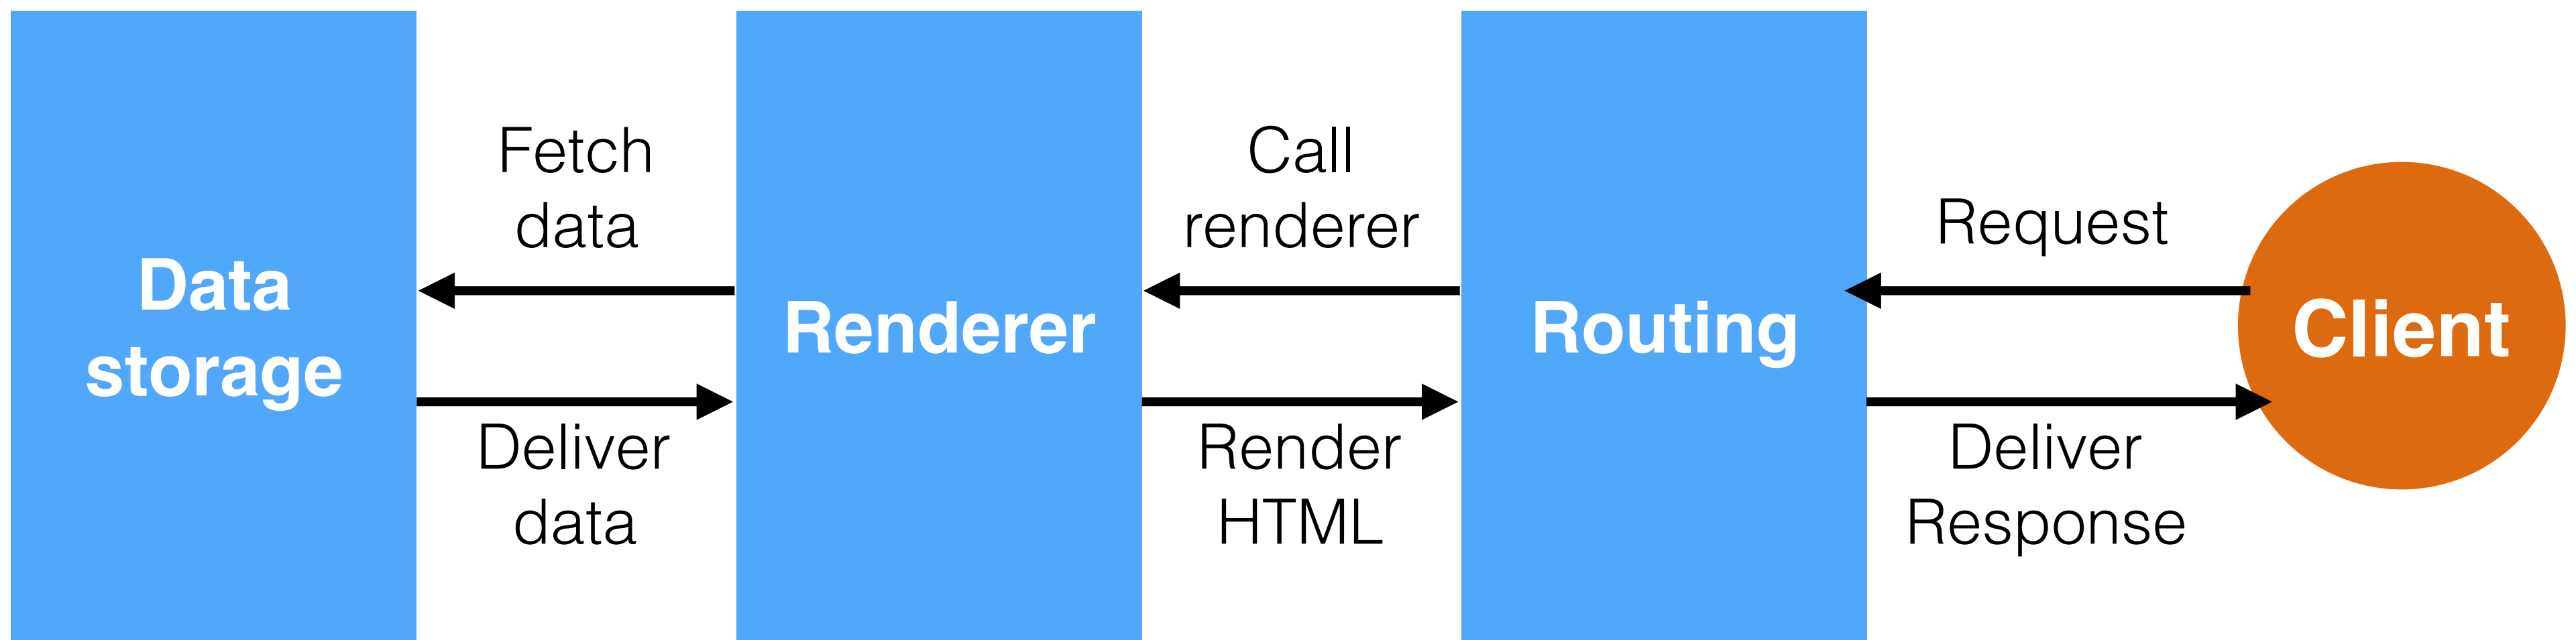 Data
storage
Fetch
data
Deliver
data
Renderer
Call
renderer
Render
HTML
Routing
Request
Deliver
Response
Client